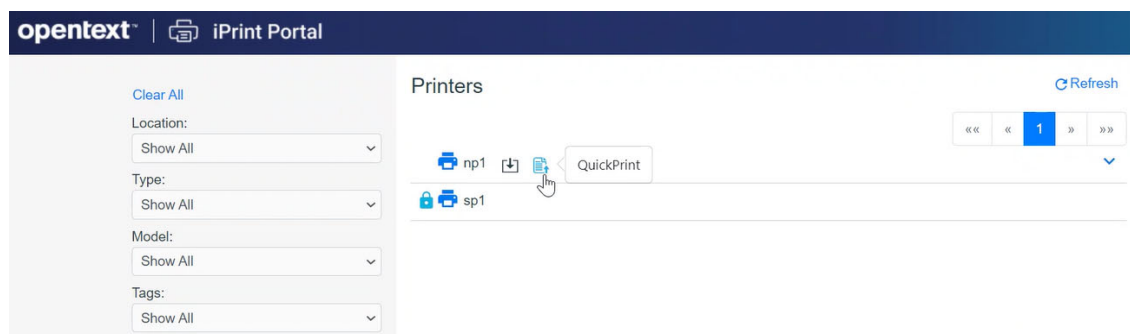 opentext™ | iPrint Portal
Clear All
Location:
Show All
Type:
Show All
Model:
Show All
Tags:
Show All
Printers
Refresh
«« « 1 » »»
np1 QuickPrint
sp1